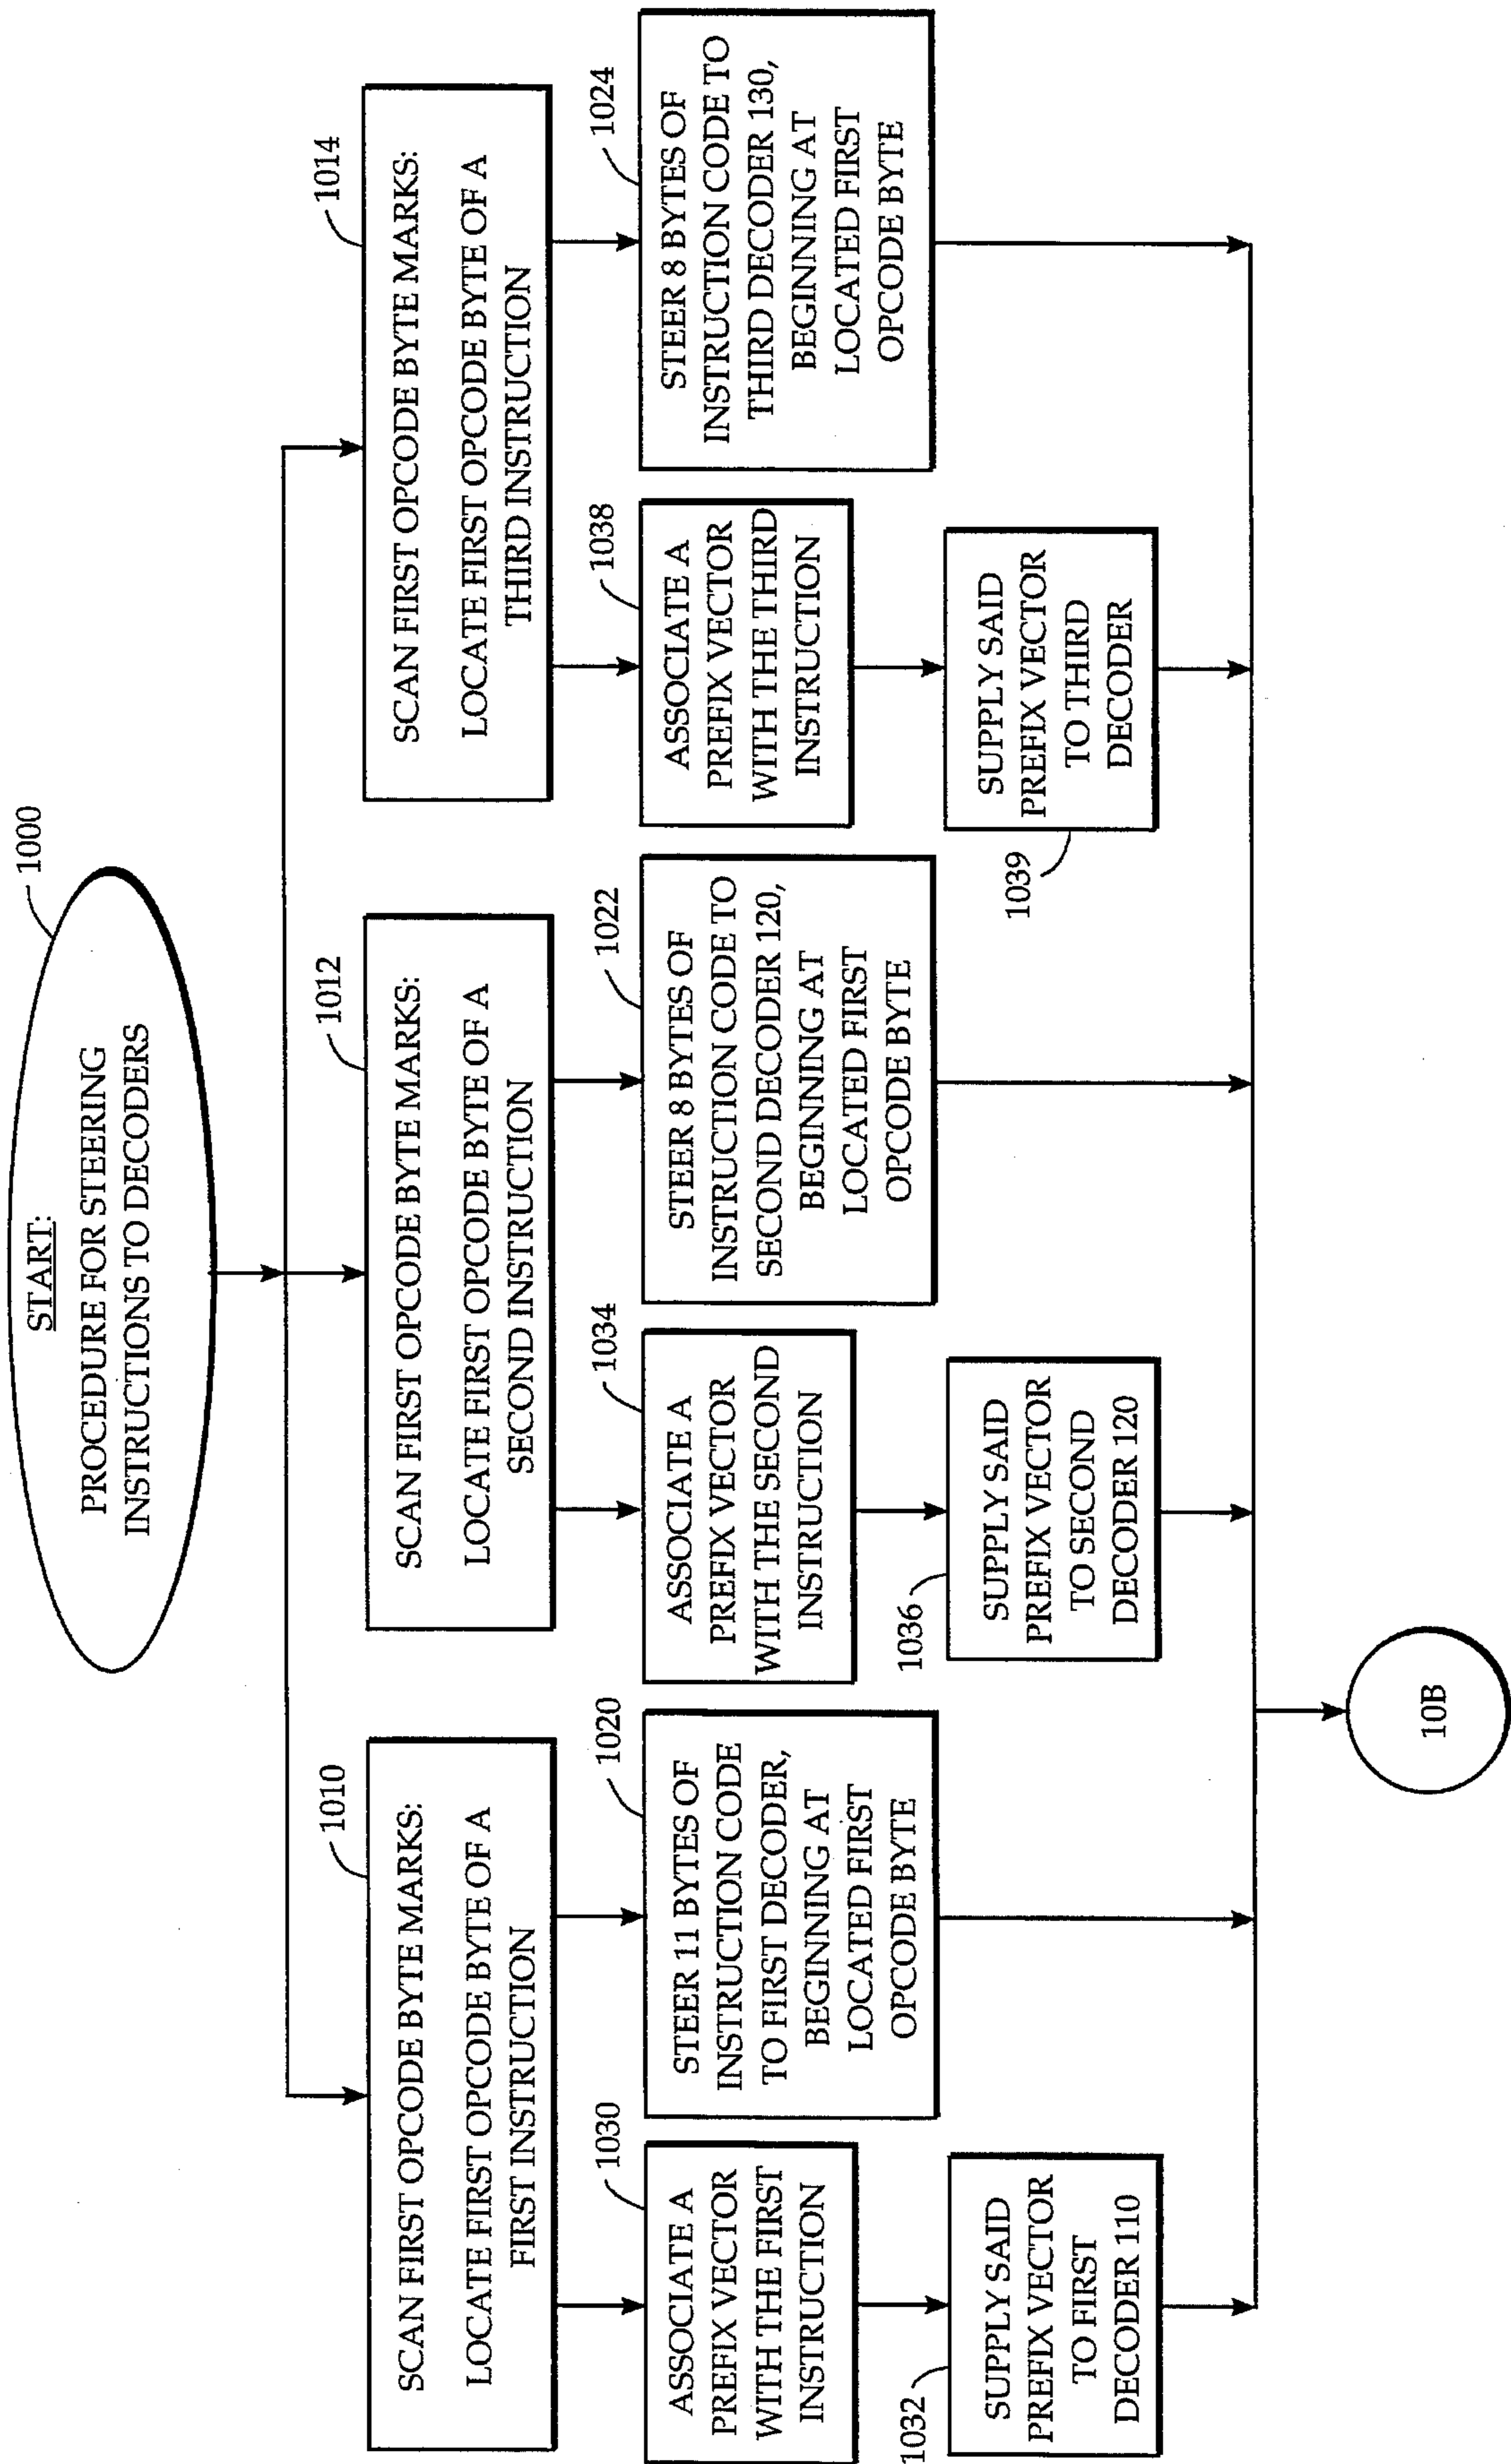 START:
PROCEDURE FOR STEERING
INSTRUCTIONS TO DECODERS
1000
SCAN FIRST OPCODE BYTE MARKS:
LOCATE FIRST OPCODE BYTE OF A
FIRST INSTRUCTION
1010
SCAN FIRST OPCODE BYTE MARKS:
LOCATE FIRST OPCODE BYTE OF A
SECOND INSTRUCTION
1012
SCAN FIRST OPCODE BYTE MARKS:
LOCATE FIRST OPCODE BYTE OF A
THIRD INSTRUCTION
1014
ASSOCIATE A
PREFIX VECTOR
WITH THE FIRST
INSTRUCTION
1030
STEER 11 BYTES OF
INSTRUCTION CODE
TO FIRST DECODER,
BEGINNING AT
LOCATED FIRST
OPCODE BYTE
1020
ASSOCIATE A
PREFIX VECTOR
WITH THE SECOND
INSTRUCTION
1034
STEER 8 BYTES OF
INSTRUCTION CODE TO
SECOND DECODER 120,
BEGINNING AT
LOCATED FIRST
OPCODE BYTE
1022
ASSOCIATE A
PREFIX VECTOR
WITH THE THIRD
INSTRUCTION
1038
STEER 8 BYTES OF
INSTRUCTION CODE TO
THIRD DECODER 130,
BEGINNING AT
LOCATED FIRST
OPCODE BYTE
1024
1032
SUPPLY SAID
PREFIX VECTOR
TO FIRST
DECODER 110
1036
SUPPLY SAID
PREFIX VECTOR
TO SECOND
DECODER 120
1039
SUPPLY SAID
PREFIX VECTOR
TO THIRD
DECODER
10B